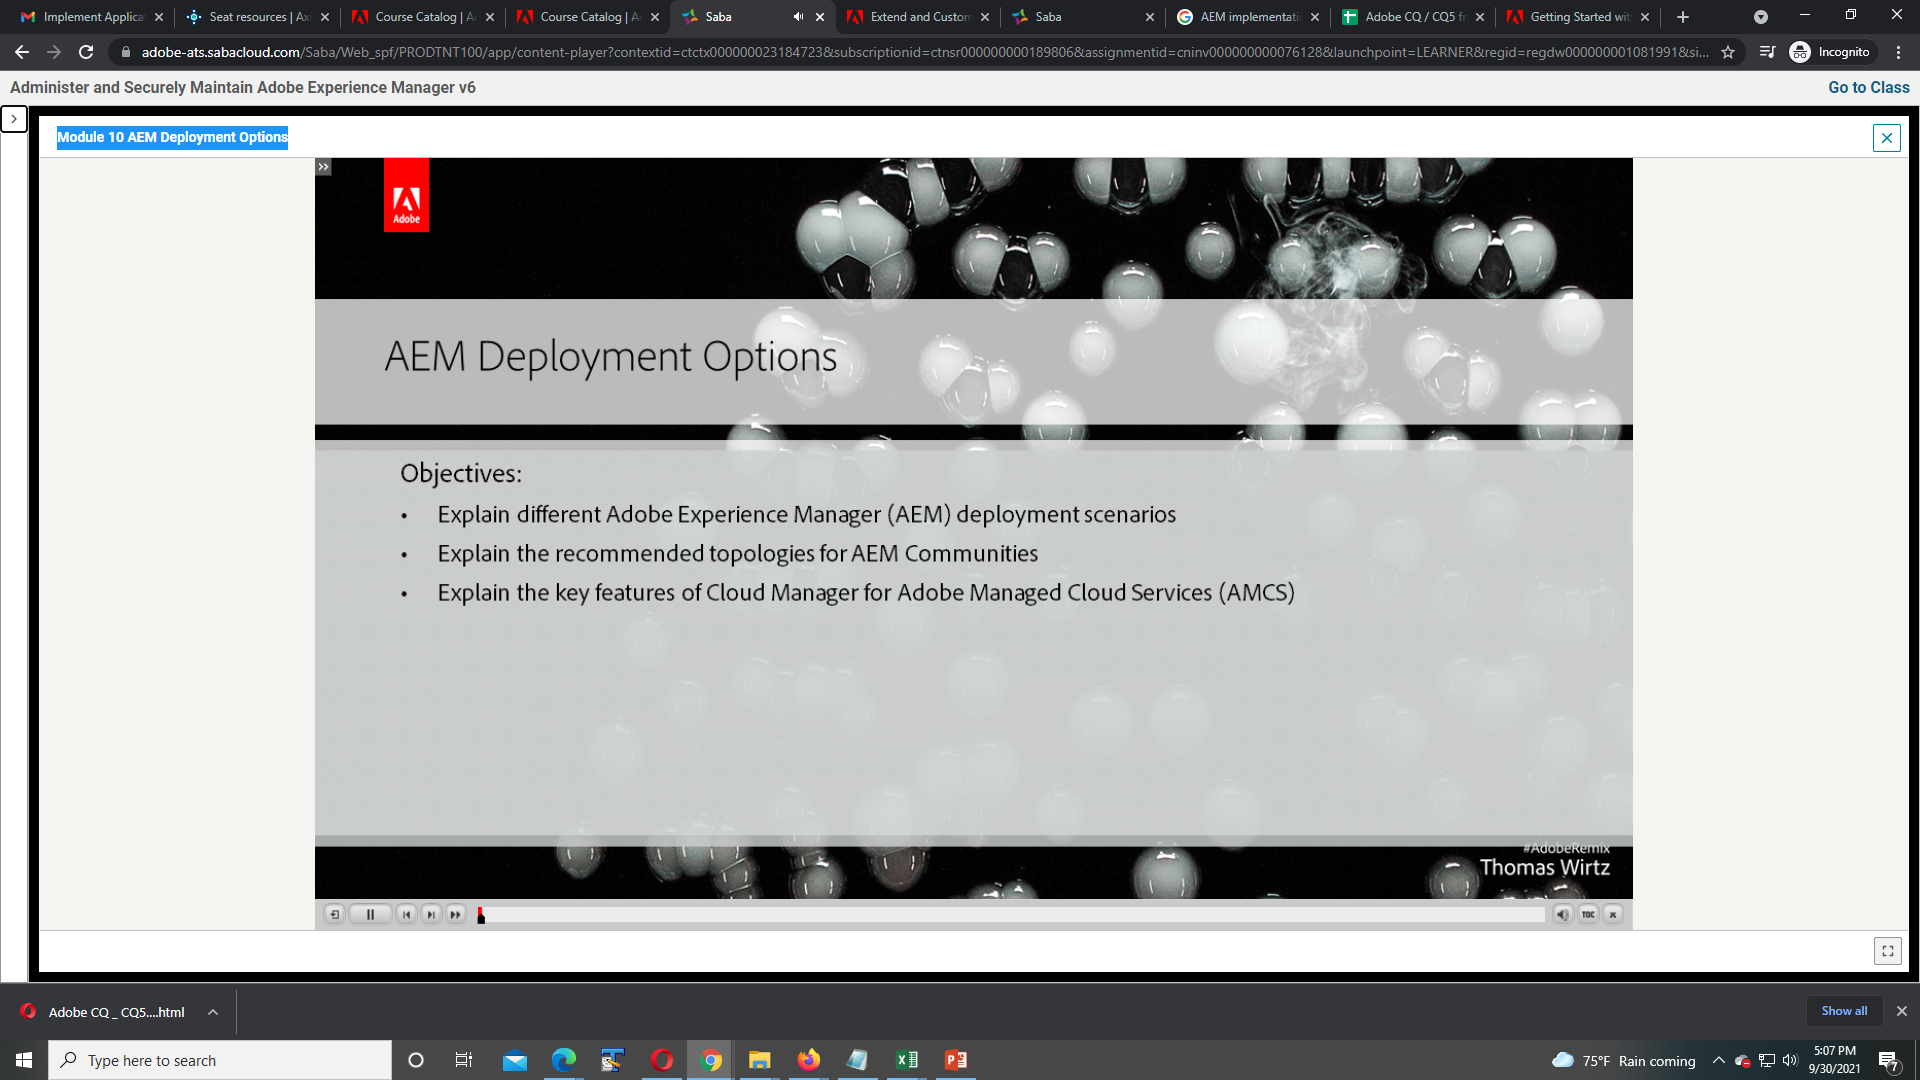 Implement Applica
Seat resources | Ax
Course Catalog | A
Course Catalog | A
Saba
Extend and Custom
Saba
AEM implementati
Adobe CQ / CQ5 f
Getting Started wit
adobe-ats.sabacloud.com/Saba/Web_spf/PRODTNT100/app/content-player?contextid=ctctx000000023184723&subscriptionid=ctnsr000000000189806&assignmentid=cninv000000000076128&launchpoint=LEARNER&regid=regdw000000001081991&si...
Incognito
Administer and Securely Maintain Adobe Experience Manager v6
Go to Class
Module 10 AEM Deployment Options
Adobe
AEM Deployment Options
Objectives:
• Explain different Adobe Experience Manager (AEM) deployment scenarios
• Explain the recommended topologies for AEM Communities
• Explain the key features of Cloud Manager for Adobe Managed Cloud Services (AMCS)
#AdobeRemix
Thomas Wirtz
TOC
Adobe CQ _ CQ5....html
Show all
Type here to search
75°F Rain coming
5:07 PM
9/30/2021
7